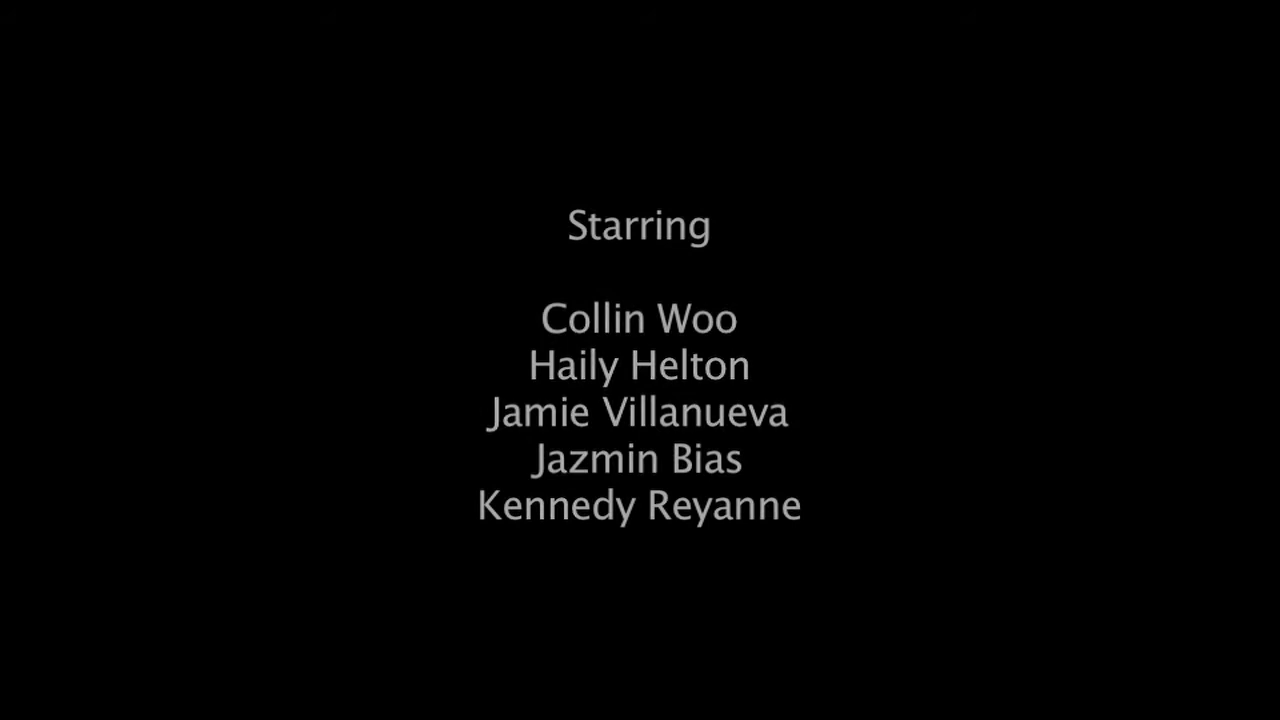 Starring
Collin Woo
Haily Helton
Jamie Villanueva
Jazmin Bias
Kennedy Reyanne